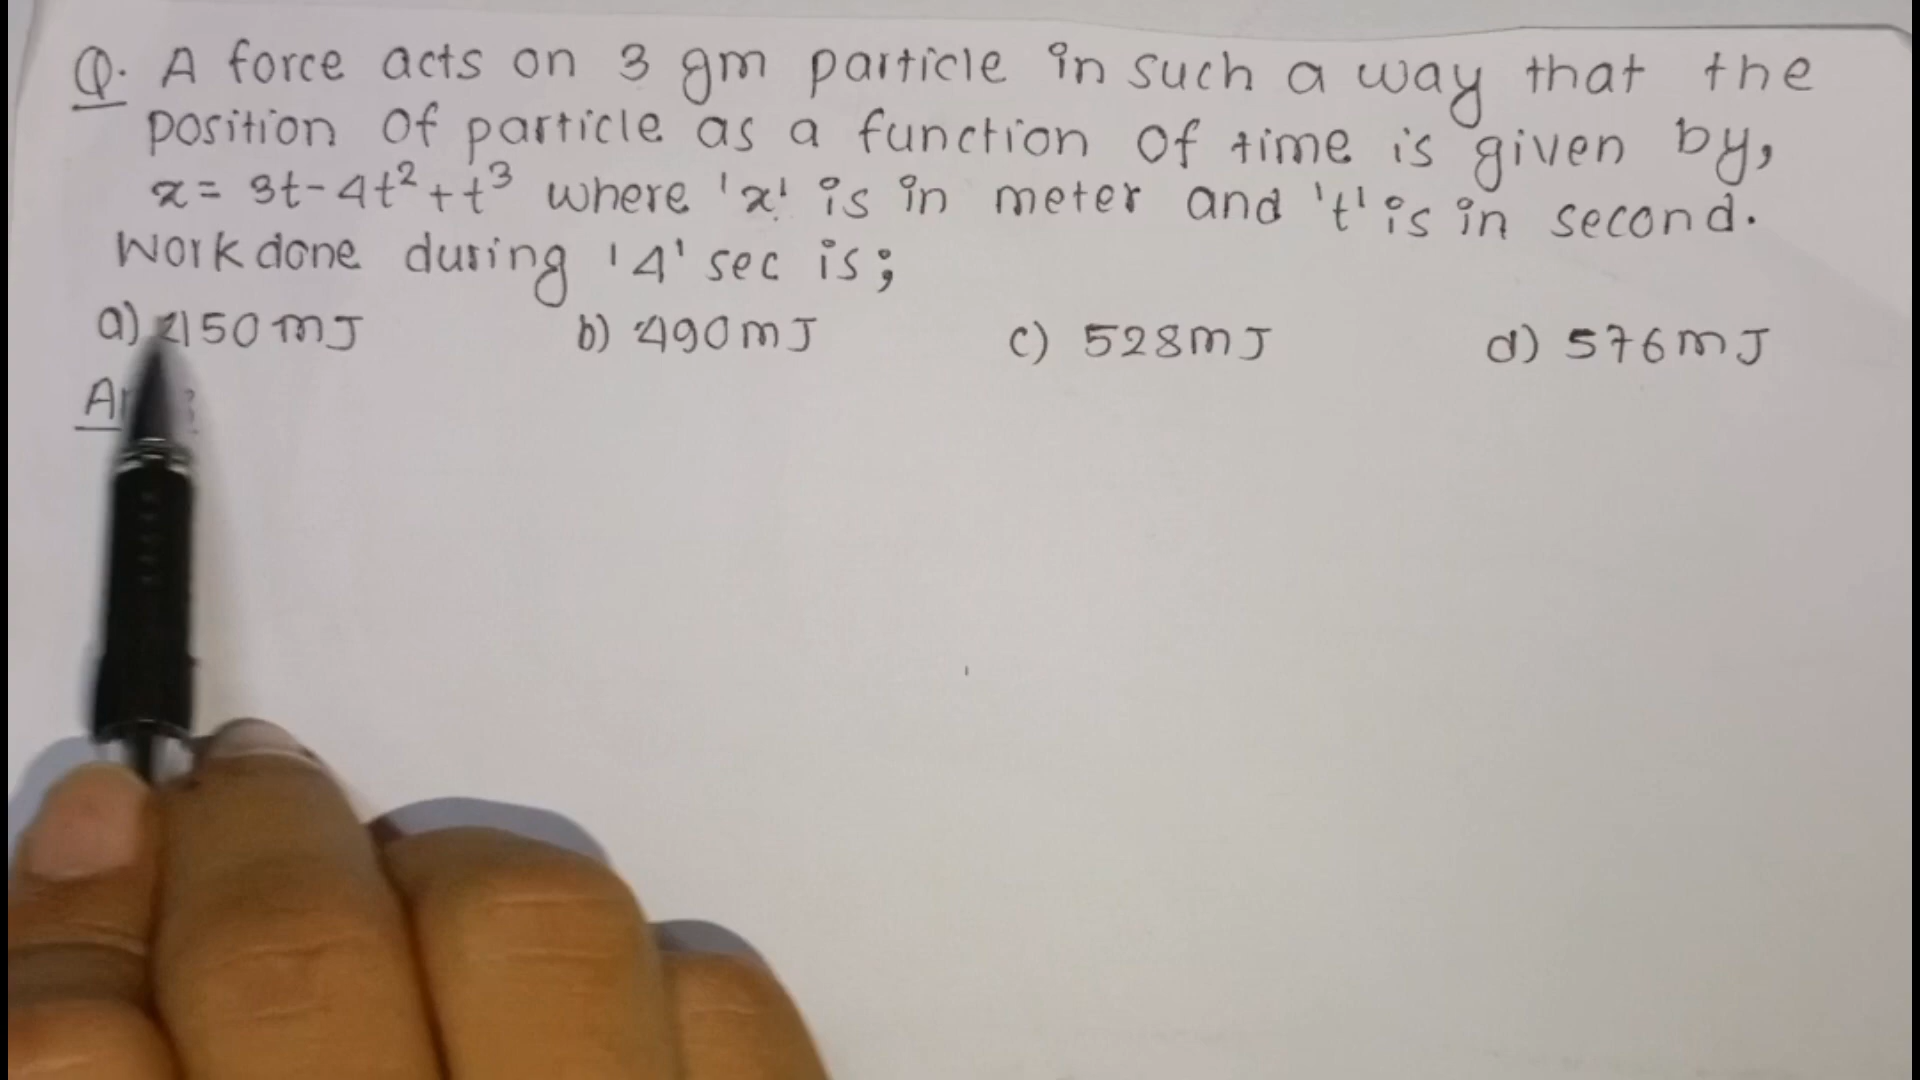 Q. A force acts on 3 gm particle in such a way that the
position of particle as a function of time is given by,
x = 3t - 4t² + t³ where 'x' is in meter and 't' is in second.
Work done during '4' sec is;
a) 450 mJ b) 490 mJ c) 528 mJ d) 576 mJ